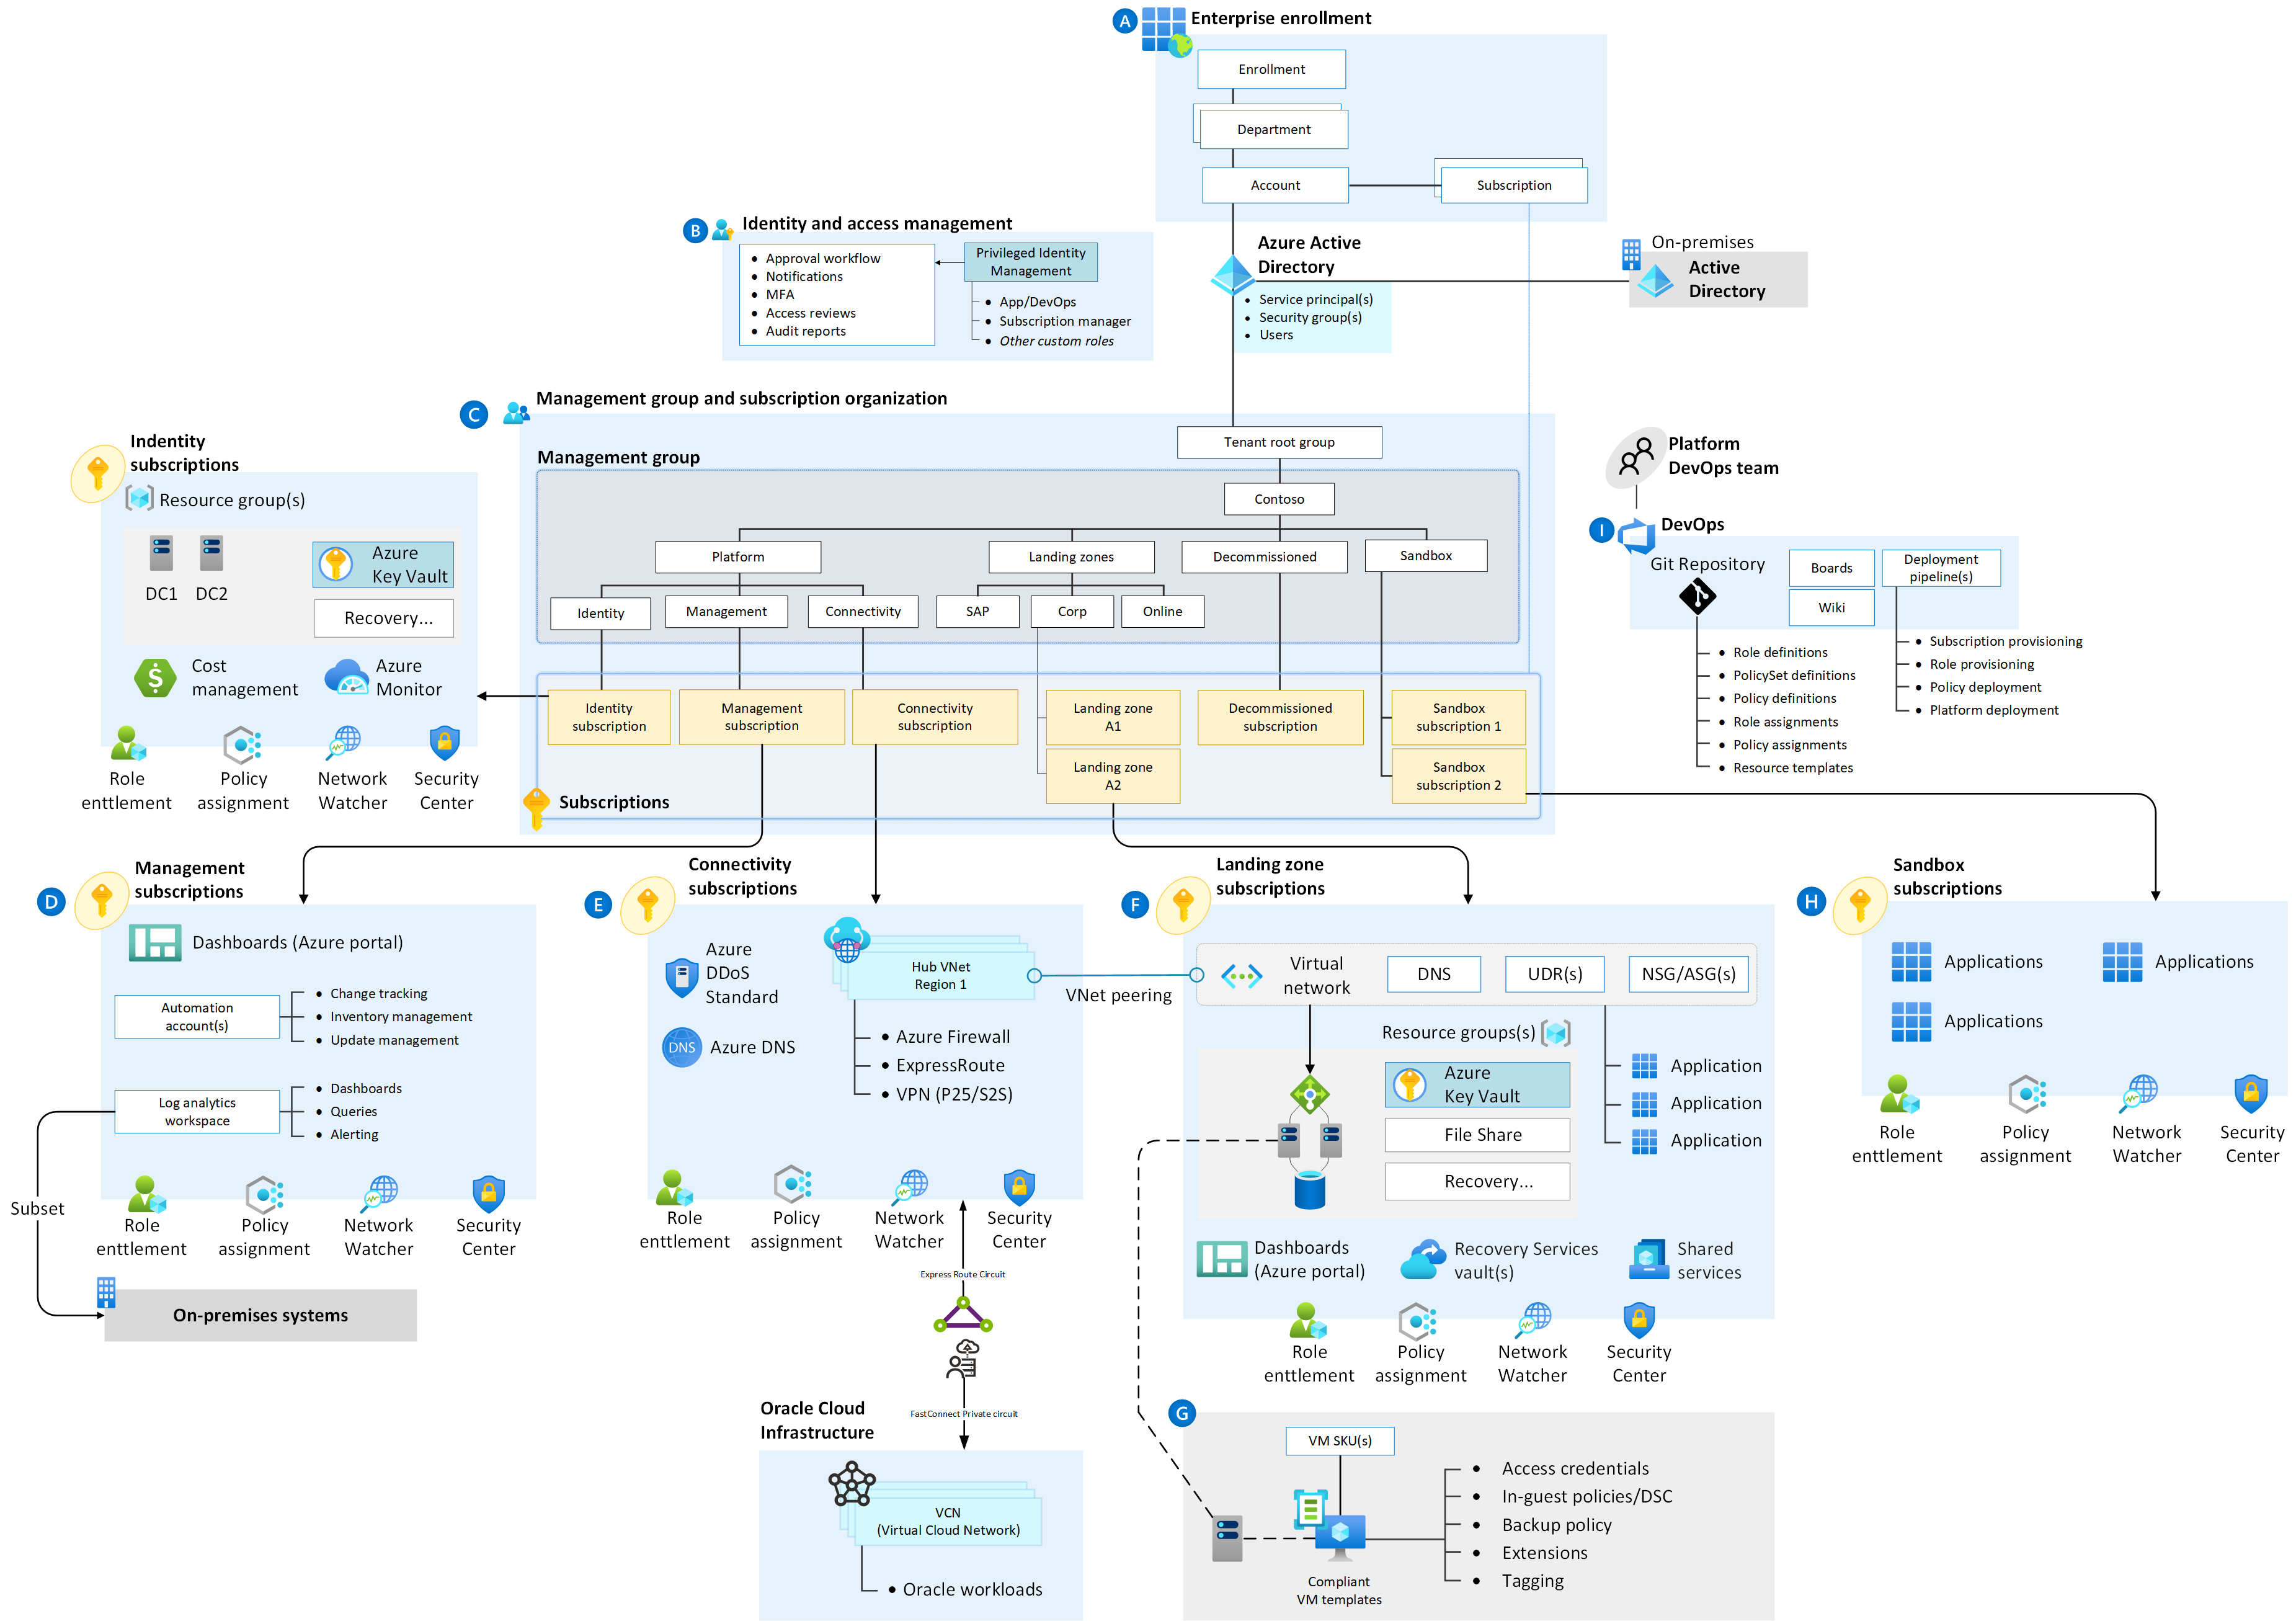 A
Enterprise enrollment
Enrollment
Department
Account
Subscription
B
Identity and access management
Approval workflow
Notifications
MFA
Access reviews
Audit reports
Privileged Identity
Management
App/DevOps
Subscription manager
Other custom roles
Azure Active
Directory
Service principal(s)
Security group(s)
Users
On-premises
Active
Directory
C
Management group and subscription organization
Tenant root group
Management group
Contoso
Platform
Landing zones
Decommissioned
Sandbox
Identity
Management
Connectivity
SAP
Corp
Online
Identity
subscription
Management
subscription
Connectivity
subscription
Landing zone
A1
Landing zone
A2
Decommissioned
subscription
Sandbox
subscription 1
Sandbox
subscription 2
Subscriptions
Indentity
subscriptions
Resource group(s)
DC1
DC2
Azure
Key Vault
Recovery...
Cost
management
Azure
Monitor
Role
enttlement
Policy
assignment
Network
Watcher
Security
Center
Platform
DevOps team
I
DevOps
Git Repository
Boards
Wiki
Deployment
pipeline(s)
Role definitions
PolicySet definitions
Policy definitions
Role assignments
Policy assignments
Resource templates
Subscription provisioning
Role provisioning
Policy deployment
Platform deployment
D
Management
subscriptions
Dashboards (Azure portal)
Automation
account(s)
Change tracking
Inventory management
Update management
Log analytics
workspace
Dashboards
Queries
Alerting
Subset
Role
enttlement
Policy
assignment
Network
Watcher
Security
Center
On-premises systems
E
Connectivity
subscriptions
Azure
DDoS
Standard
DNS
Azure DNS
Hub VNet
Region 1
Azure Firewall
ExpressRoute
VPN (P25/S2S)
VNet peering
Role
enttlement
Policy
assignment
Network
Watcher
Security
Center
Express Route Circuit
FastConnect Private circuit
Oracle Cloud
Infrastructure
VCN
(Virtual Cloud Network)
Oracle workloads
F
Landing zone
subscriptions
Virtual
network
DNS
UDR(s)
NSG/ASG(s)
Resource groups(s)
Azure
Key Vault
File Share
Recovery...
Application
Application
Application
Dashboards
(Azure portal)
Recovery Services
vault(s)
Shared
services
Role
enttlement
Policy
assignment
Network
Watcher
Security
Center
G
VM SKU(s)
Compliant
VM templates
Access credentials
In-guest policies/DSC
Backup policy
Extensions
Tagging
H
Sandbox
subscriptions
Applications
Applications
Applications
Role
enttlement
Policy
assignment
Network
Watcher
Security
Center